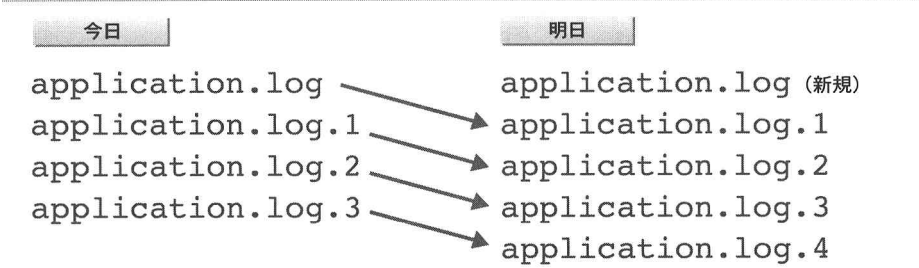 今日
application.log
application.log.1
application.log.2
application.log.3
明日
application.log (新規)
application.log.1
application.log.2
application.log.3
application.log.4